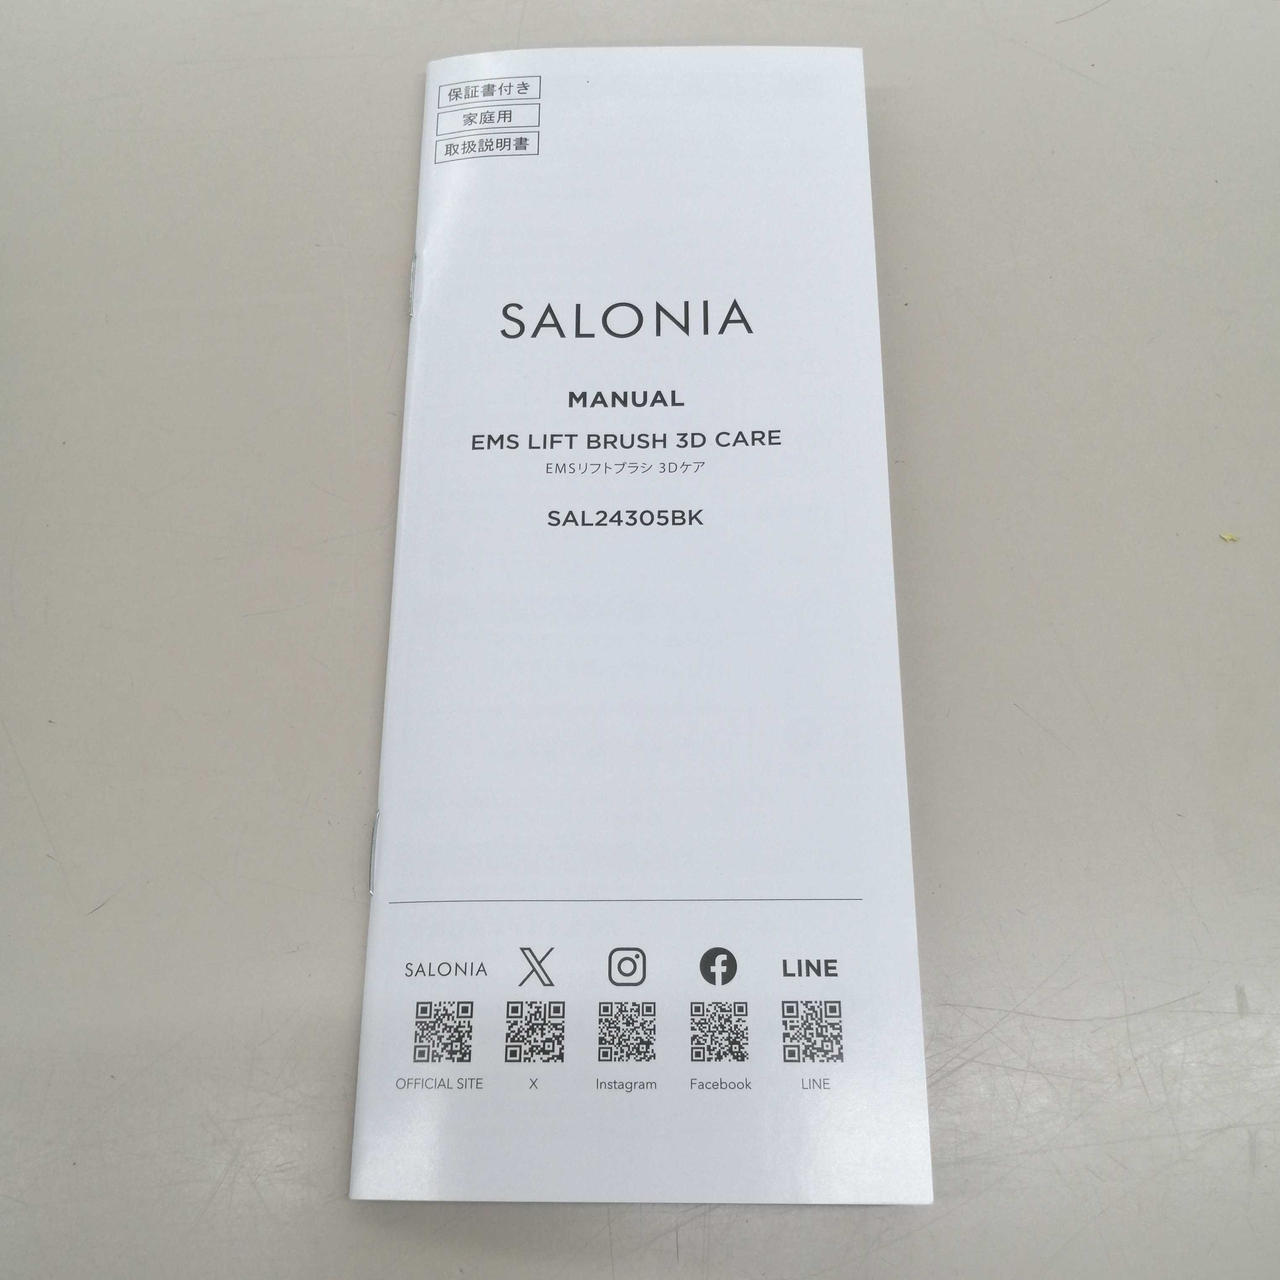 保証書付き
家庭用
取扱説明書
SALONIA
MANUAL
EMS LIFT BRUSH 3D CARE
EMSリフトブラシ 3Dケア
SAL24305BK
SALONIA X LINE
OFFICIAL SITE X Instagram Facebook LINE